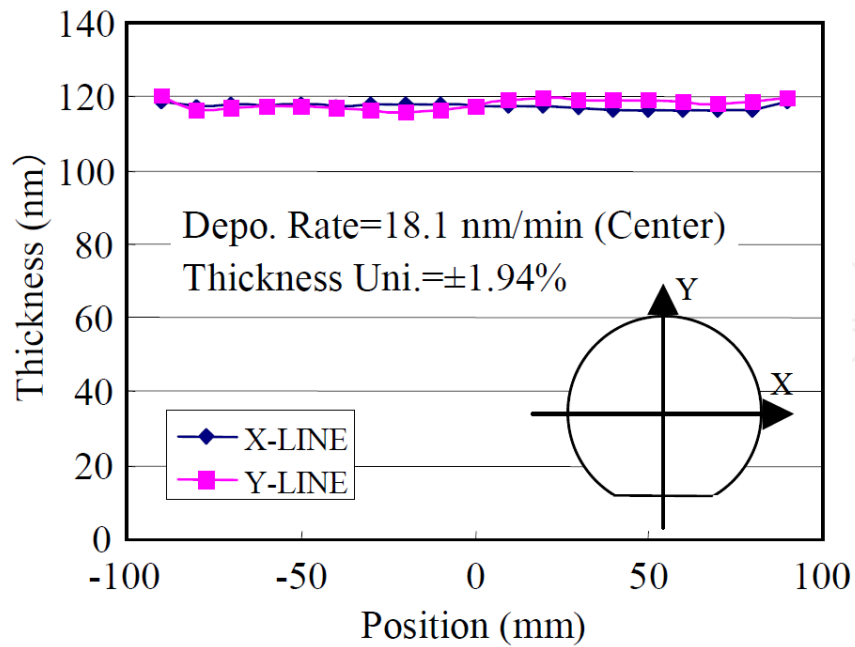 140
120
100
80
60
40
20
0
Thickness (nm)
Depo. Rate=18.1 nm/min (Center)
Thickness Uni.=±1.94%
Y
X
X-LINE
Y-LINE
-100 -50 0 50 100
Position (mm)